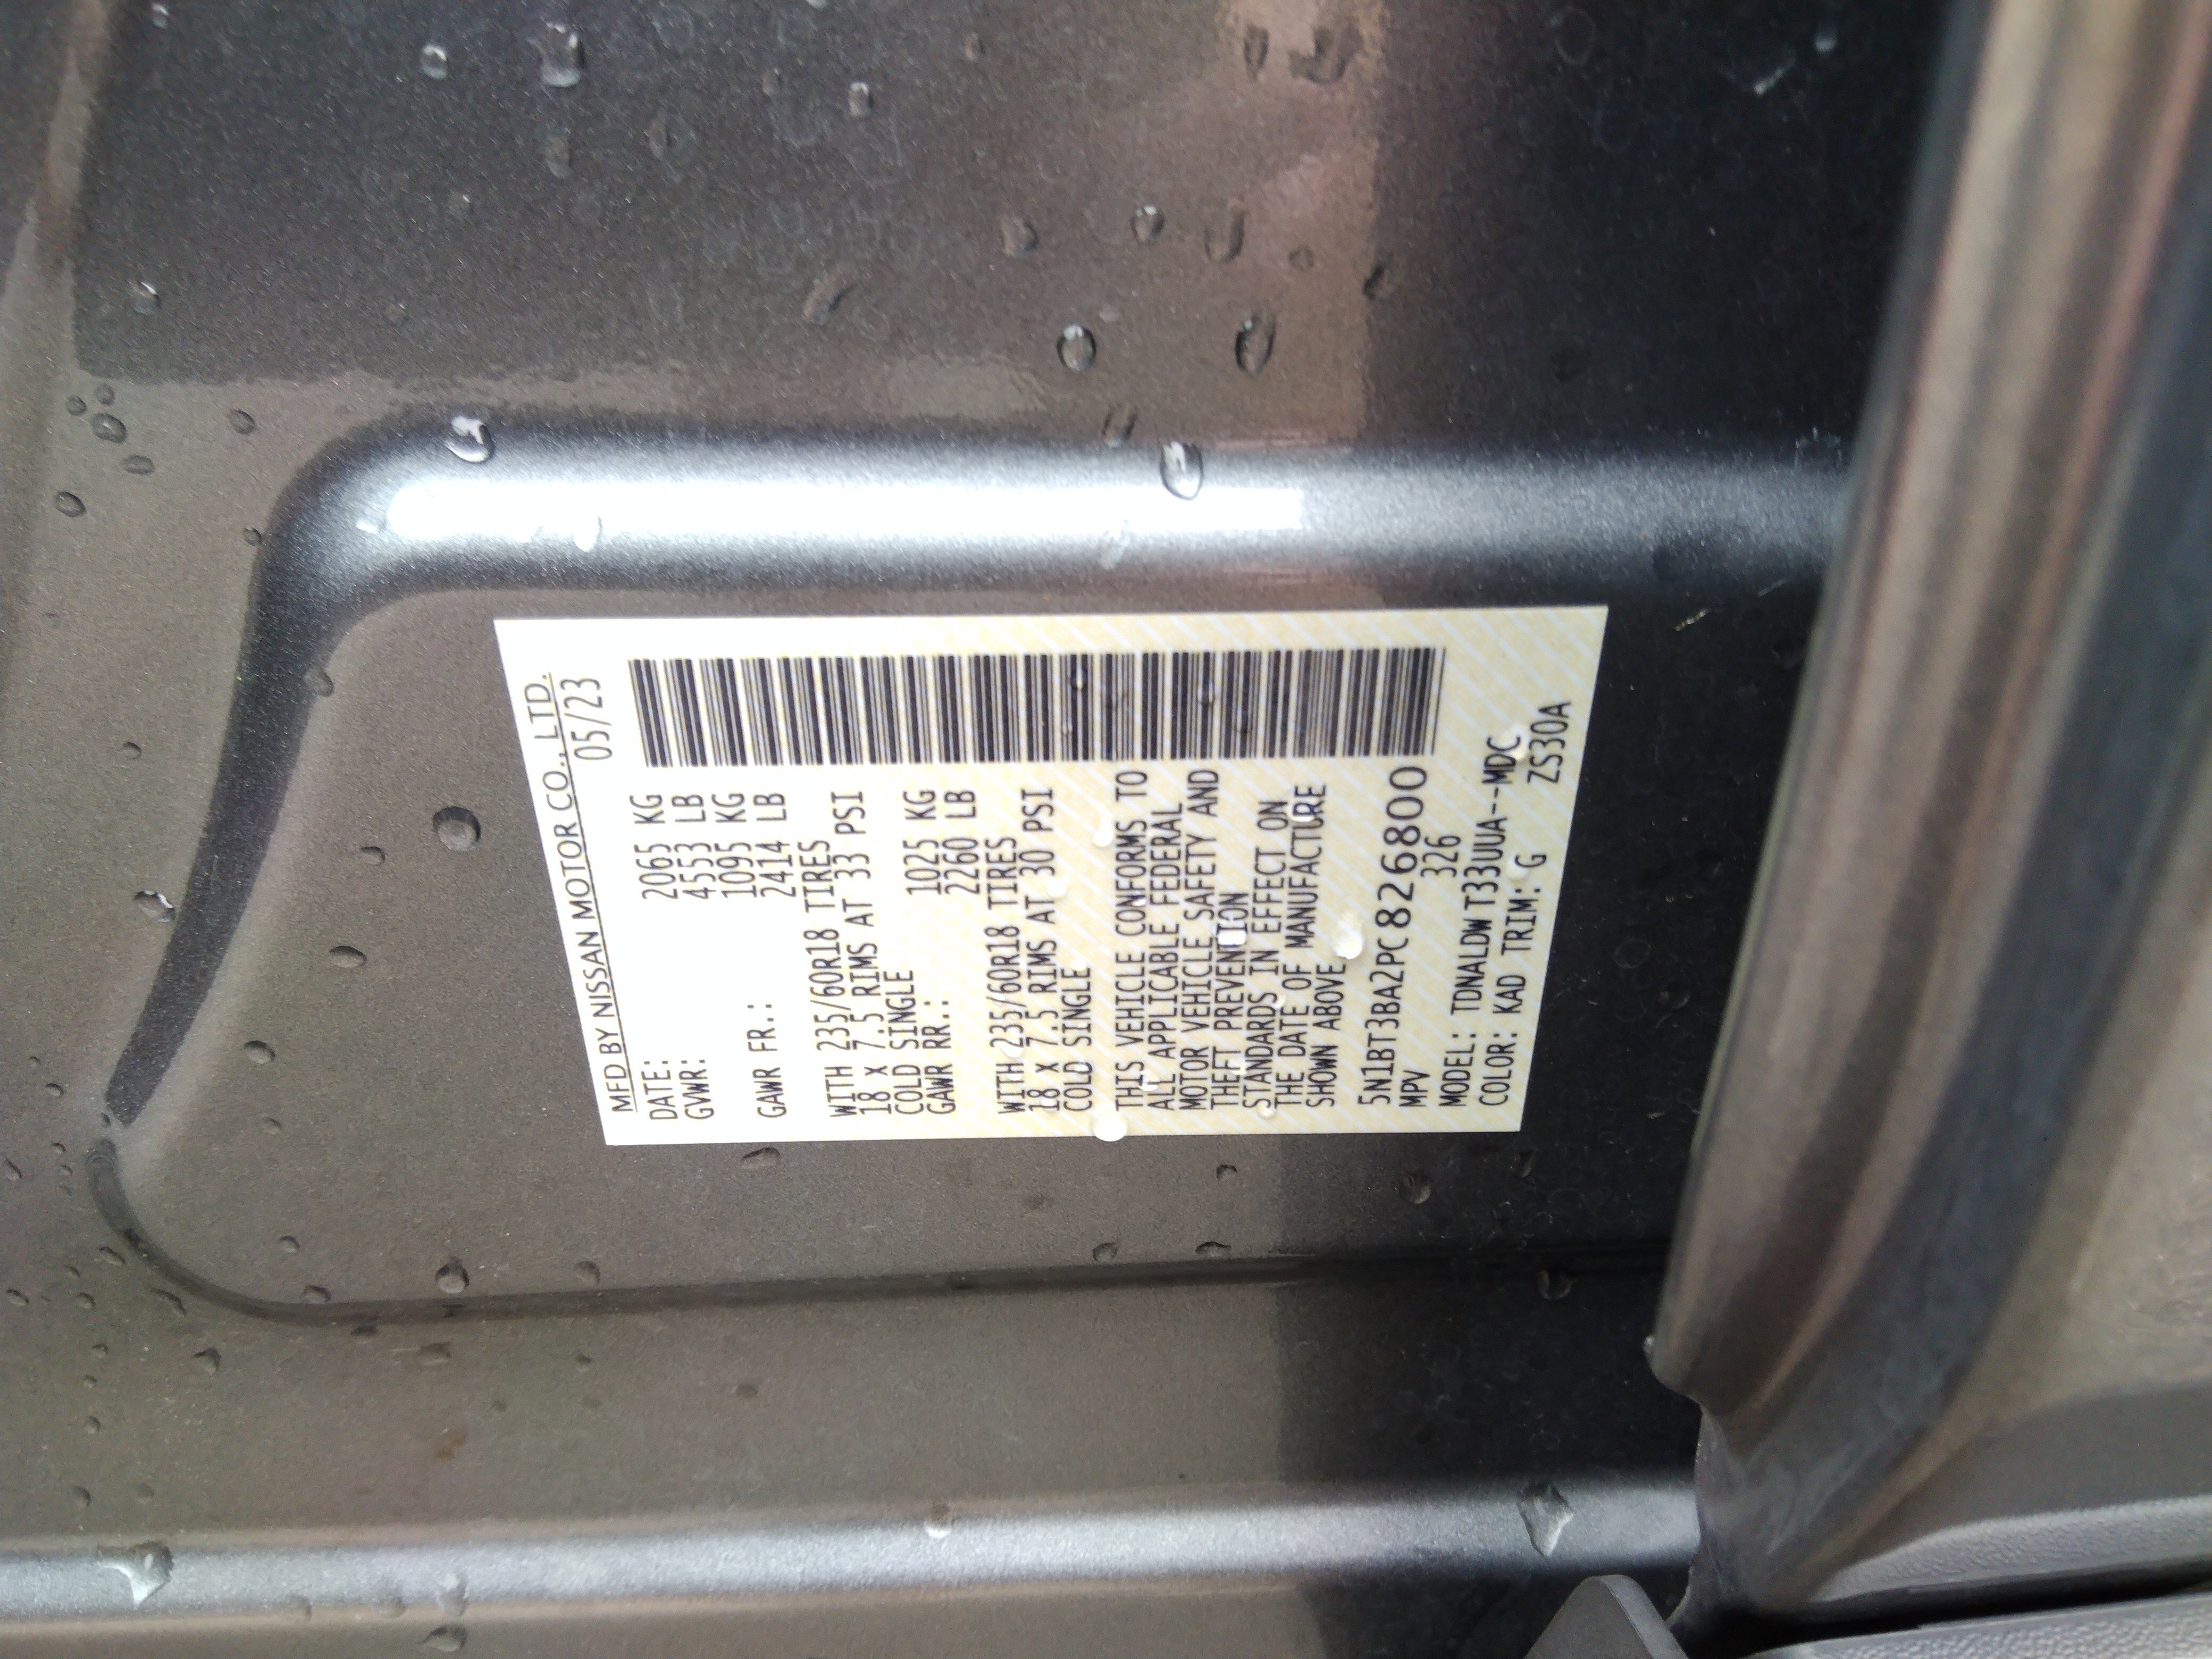 MFD BY NISSAN MOTOR CO., LTD.
DATE: 05/23
GVWR: 2065 KG
4553 LB
GAWR FR.: 1095 KG
2414 LB
WITH 235/60R18 TIRES
18 X 7.5 RIMS AT 33 PSI
COLD SINGLE
GAWR RR.: 1025 KG
2260 LB
WITH 235/60R18 TIRES
18 X 7.5 RIMS AT 30 PSI
COLD SINGLE
THIS VEHICLE CONFORMS TO
ALL APPLICABLE FEDERAL
MOTOR VEHICLE SAFETY AND
THEFT PREVENTION
STANDARDS IN EFFECT ON
THE DATE OF MANUFACTURE
SHOWN ABOVE
5N1BT3BA2PC826800
MPV 326
MODEL: TDNALDWT33UUA--MDC
COLOR: KAD TRIM: G ZS30A